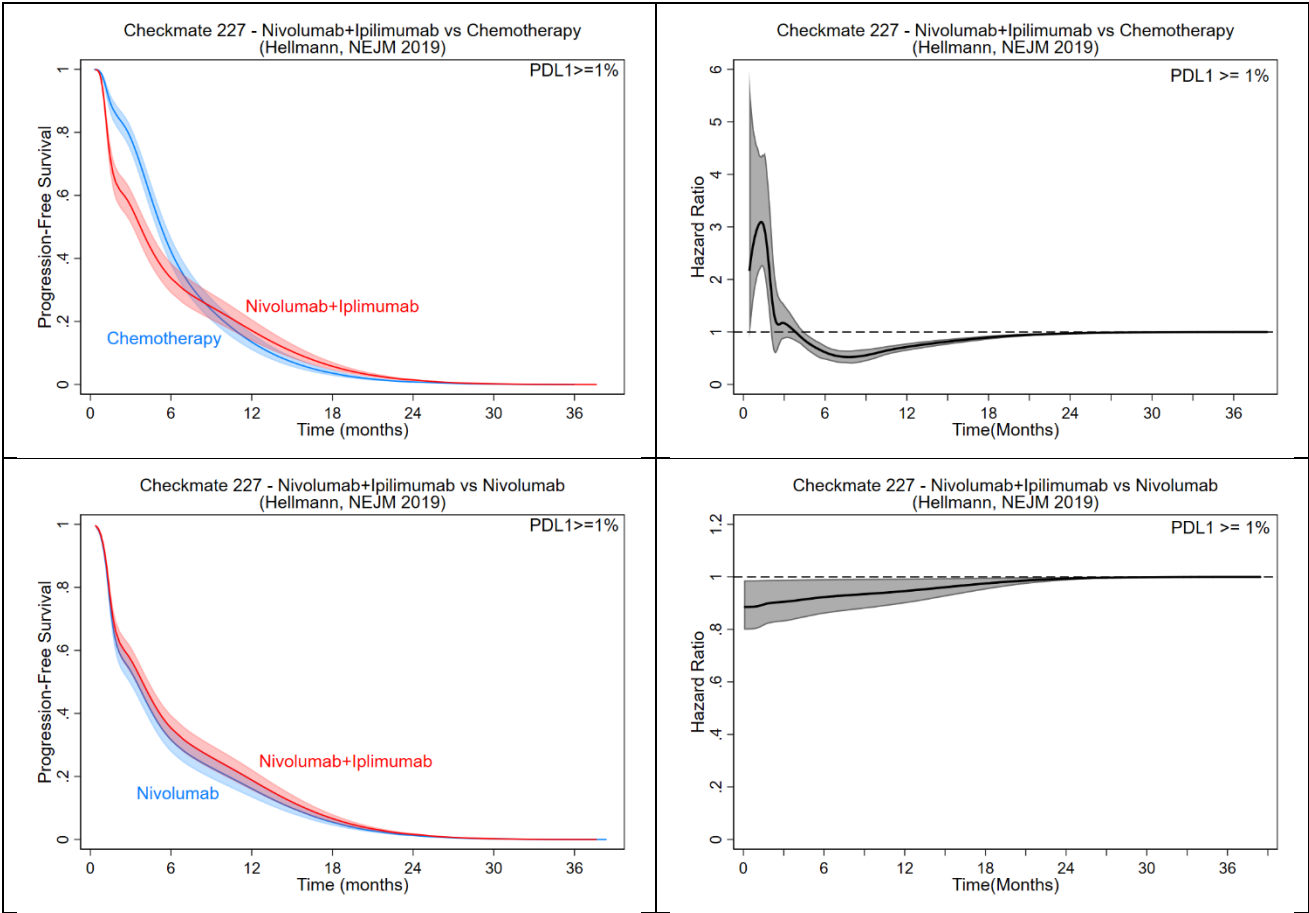 Checkmate 227 - Nivolumab+Ipilimumab vs Chemotherapy
(Hellmann, NEJM 2019)
PDL1>=1%
Progression-Free Survival
1
.8
.6
.4
.2
0
Nivolumab+Iplimumab
Chemotherapy
0 6 12 18 24 30 36
Time (months)
Checkmate 227 - Nivolumab+Ipilimumab vs Chemotherapy
(Hellmann, NEJM 2019)
PDL1 >= 1%
Hazard Ratio
6
5
4
3
2
1
0
0 6 12 18 24 30 36
Time(Months)
Checkmate 227 - Nivolumab+Ipilimumab vs Nivolumab
(Hellmann, NEJM 2019)
PDL1>=1%
Progression-Free Survival
1
.8
.6
.4
.2
0
Nivolumab+Iplimumab
Nivolumab
0 6 12 18 24 30 36
Time (months)
Checkmate 227 - Nivolumab+Ipilimumab vs Nivolumab
(Hellmann, NEJM 2019)
PDL1 >= 1%
Hazard Ratio
1.2
1
.8
.6
.4
.2
0
0 6 12 18 24 30 36
Time(Months)